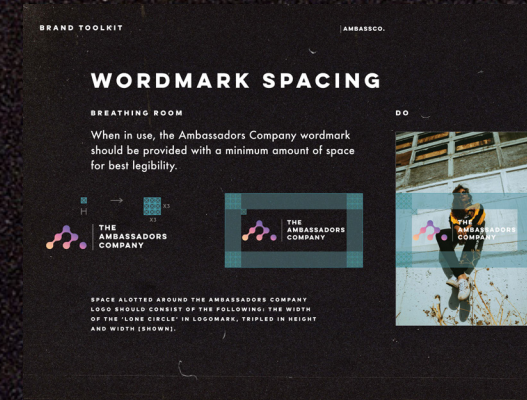 BRAND TOOLKIT
|AMBASSCO.
WORDMARK SPACING
BREATHING ROOM
DO
When in use, the Ambassadors Company wordmark
should be provided with a minimum amount of space
for best legibility.
X3
X3
THE
AMBASSADORS
COMPANY
THE
AMBASSADORS
COMPANY
THE
AMBASSADORS
COMPANY
SPACE ALOTTED AROUND THE AMBASSADORS COMPANY
LOGO SHOULD CONSIST OF THE FOLLOWING: THE WIDTH
OF THE 'LONE CIRCLE' IN LOGOMARK, TRIPLED IN HEIGHT
AND WIDTH [SHOWN].